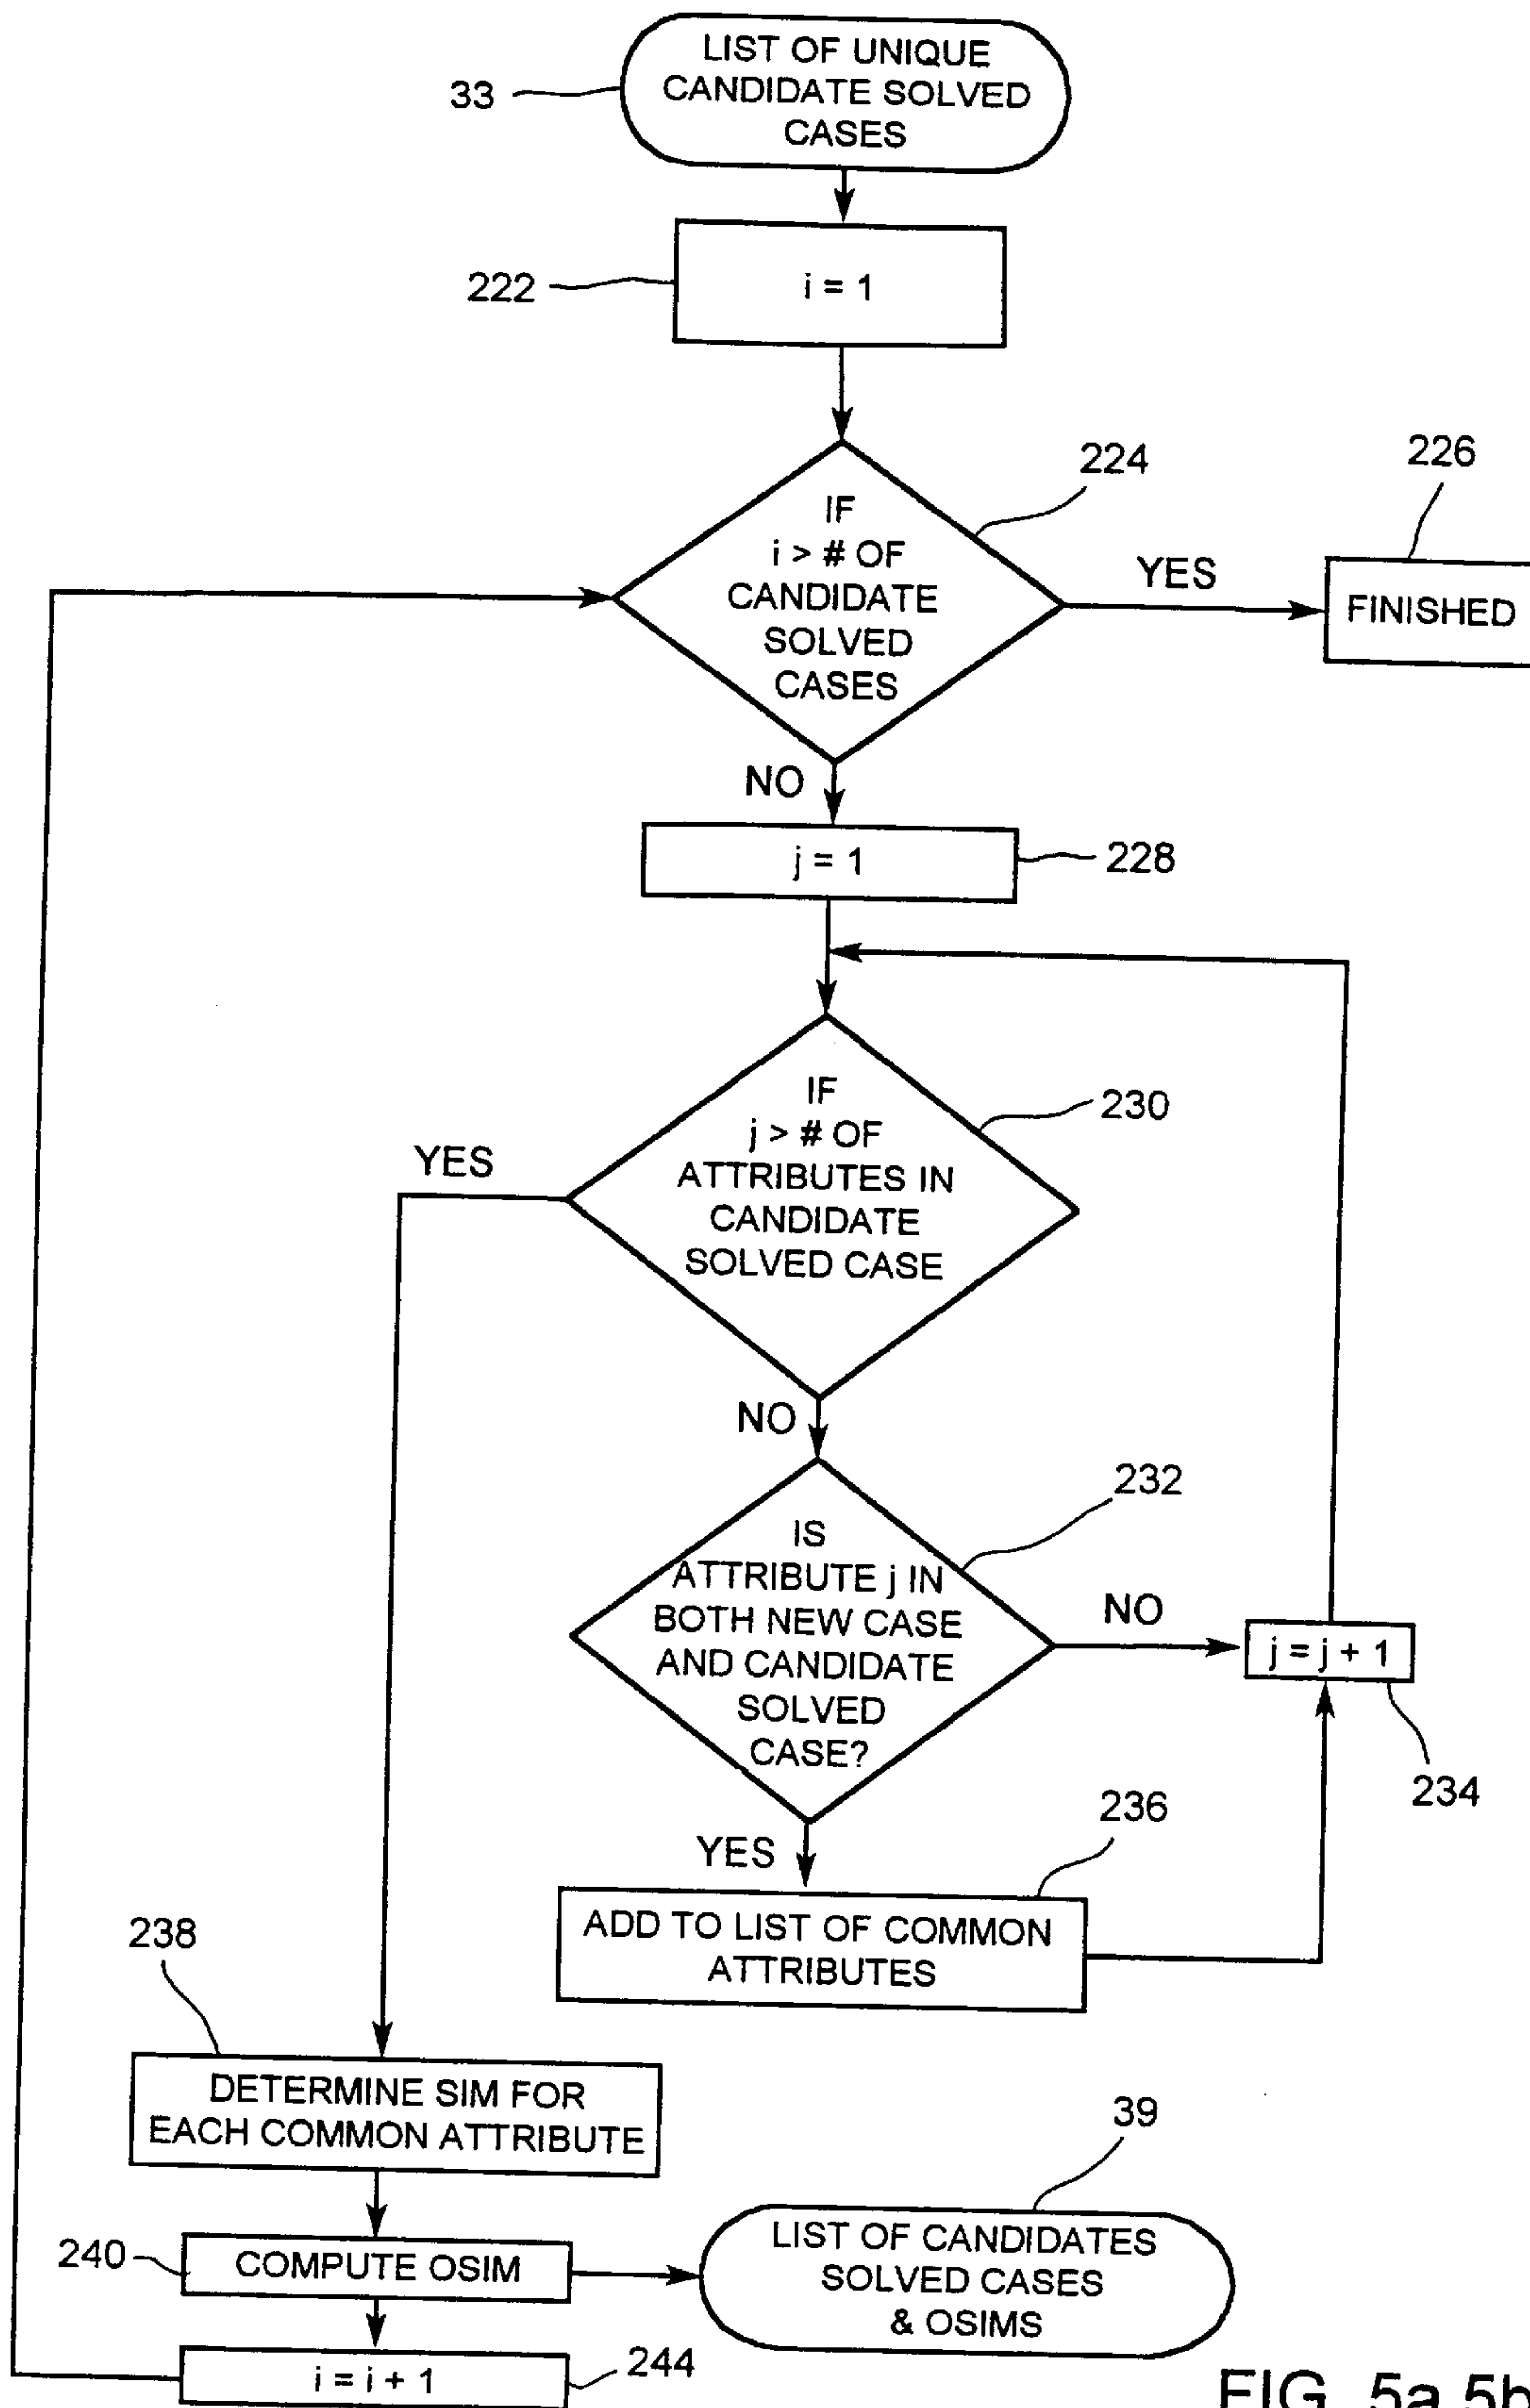 LIST OF UNIQUE
CANDIDATE SOLVED
CASES
33
222
i = 1
224
226
IF
i > # OF
CANDIDATE
SOLVED
CASES
YES
FINISHED
NO
j = 1
228
IF
j > # OF
ATTRIBUTES IN
CANDIDATE
SOLVED CASE
230
YES
NO
232
IS
ATTRIBUTE j IN
BOTH NEW CASE
AND CANDIDATE
SOLVED
CASE?
NO
j = j + 1
234
YES
236
ADD TO LIST OF COMMON
ATTRIBUTES
238
DETERMINE SIM FOR
EACH COMMON ATTRIBUTE
39
240
COMPUTE OSIM
LIST OF CANDIDATES
SOLVED CASES
& OSIMS
i = i + 1
244
FIG. 5a,5b